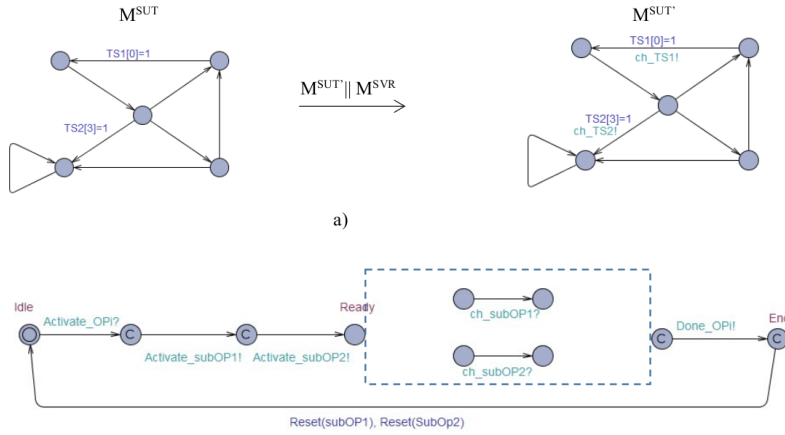 M^SUT
M^SUT'
TS1[0]=1
TS1[0]=1
ch_TS1!
M^SUT'|| M^SVR
TS2[3]=1
TS2[3]=1
ch_TS2!
a)
Idle
Ready
End
Activate_OPi?
ch_subOP1?
Done_OPi!
C
C
C
C
Activate_subOP1!
Activate_subOP2!
ch_subOP2?
Reset(subOP1), Reset(SubOp2)